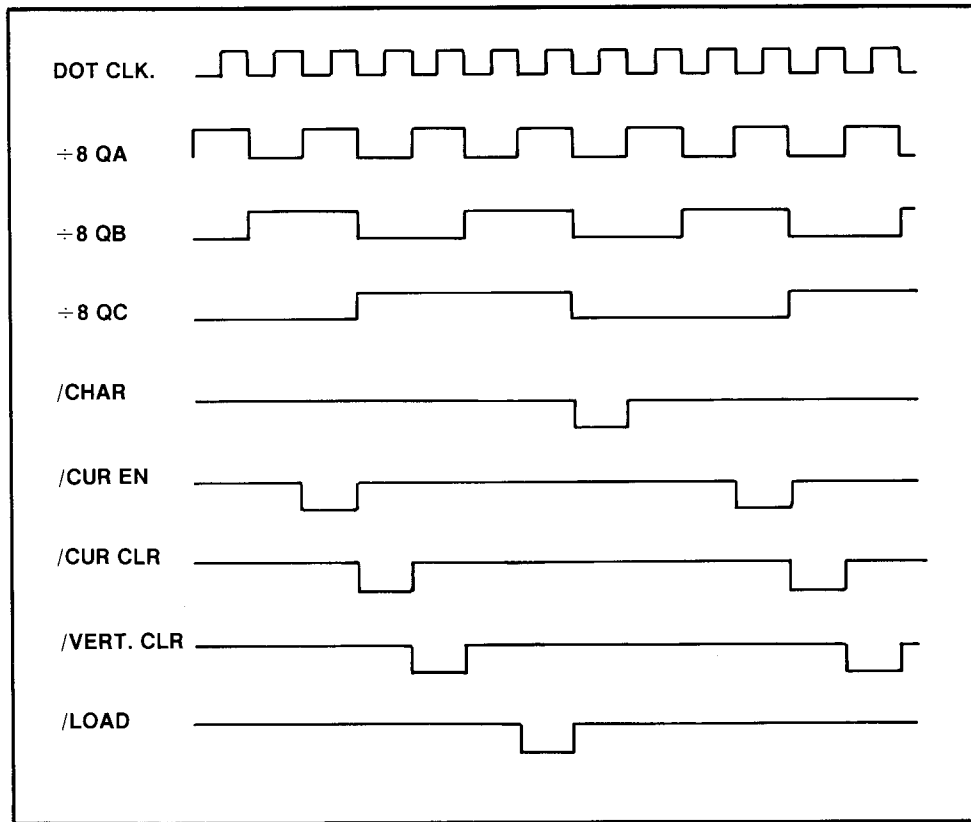 DOT CLK.
÷8 QA
÷8 QB
÷8 QC
/CHAR
/CUR EN
/CUR CLR
/VERT. CLR
/LOAD